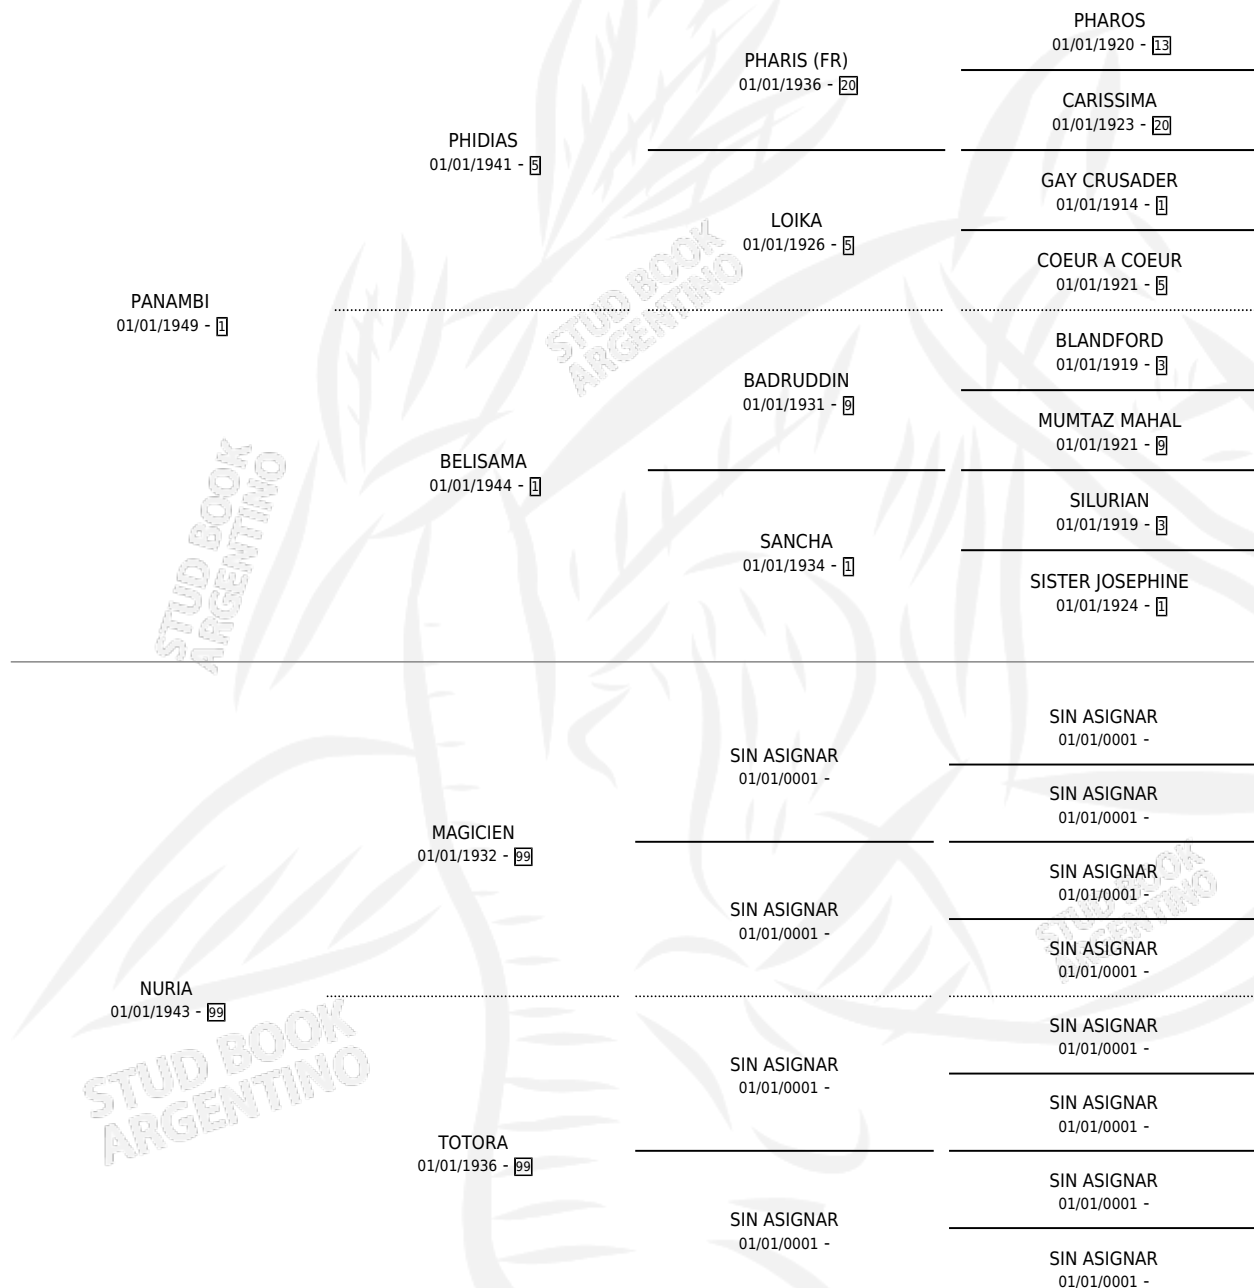 PHAROS
01/01/1920 - 13
PHARIS (FR)
01/01/1936 - 20
CARISSIMA
01/01/1923 - 20
PHIDIAS
01/01/1941 - 5
GAY CRUSADER
01/01/1914 - 1
LOIKA
01/01/1926 - 5
COEUR A COEUR
01/01/1921 - 5
PANAMBI
01/01/1949 - 1
BLANDFORD
01/01/1919 - 3
BADRUDDIN
01/01/1931 - 9
MUMTAZ MAHAL
01/01/1921 - 9
BELISAMA
01/01/1944 - 1
SILURIAN
01/01/1919 - 3
SANCHA
01/01/1934 - 1
SISTER JOSEPHINE
01/01/1924 - 1
STUD BOOK
ARGENTINO
STUD BOOK
ARGENTINO
SIN ASIGNAR
01/01/0001 -
SIN ASIGNAR
01/01/0001 -
SIN ASIGNAR
01/01/0001 -
MAGICIEN
01/01/1932 - 99
SIN ASIGNAR
01/01/0001 -
SIN ASIGNAR
01/01/0001 -
SIN ASIGNAR
01/01/0001 -
STUD BOOK
ARGENTINO
NURIA
01/01/1943 - 99
SIN ASIGNAR
01/01/0001 -
SIN ASIGNAR
01/01/0001 -
SIN ASIGNAR
01/01/0001 -
STUD BOOK
ARGENTINO
TOTORA
01/01/1936 - 99
SIN ASIGNAR
01/01/0001 -
SIN ASIGNAR
01/01/0001 -
SIN ASIGNAR
01/01/0001 -